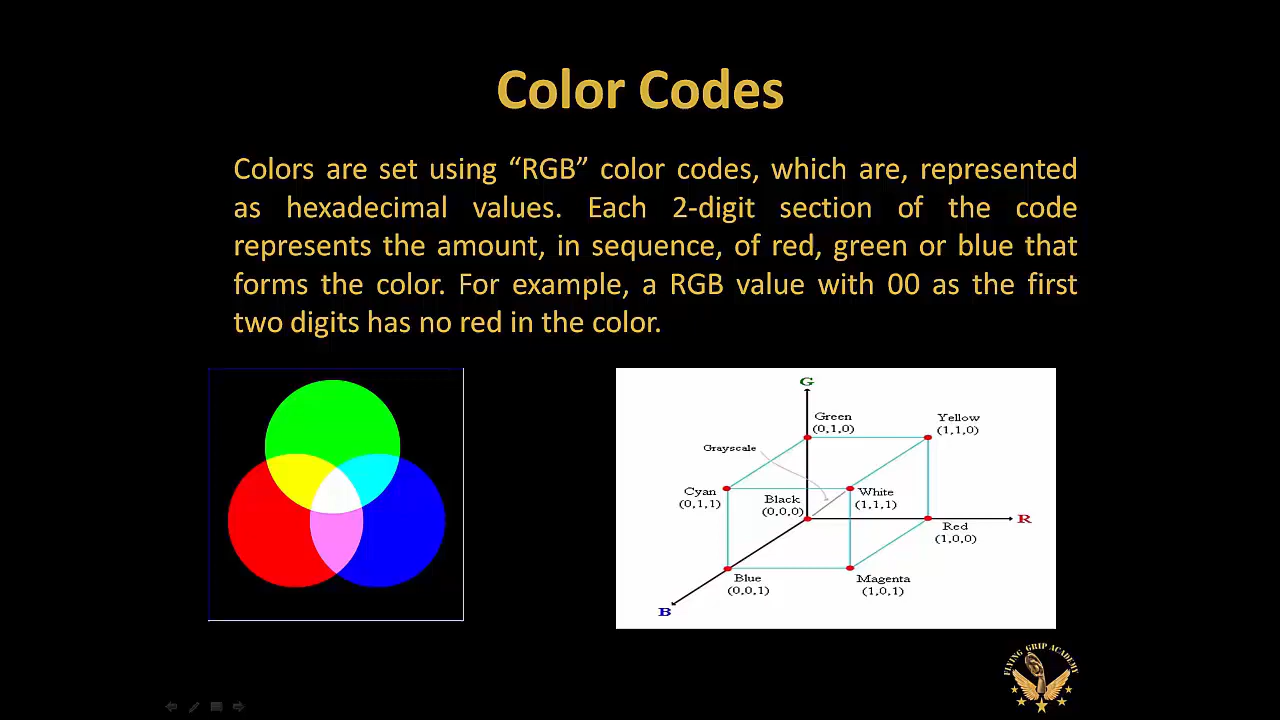 Color Codes
Colors are set using “RGB” color codes, which are, represented
as hexadecimal values. Each 2-digit section of the code
represents the amount, in sequence, of red, green or blue that
forms the color. For example, a RGB value with 00 as the first
two digits has no red in the color.
G
Green
(0,1,0)
Yellow
(1,1,0)
Grayscale
Cyan
(0,1,1)
Black
(0,0,0)
White
(1,1,1)
R
Red
(1,0,0)
Blue
(0,0,1)
Magenta
(1,0,1)
B
FLYING GRIP ACADEMY